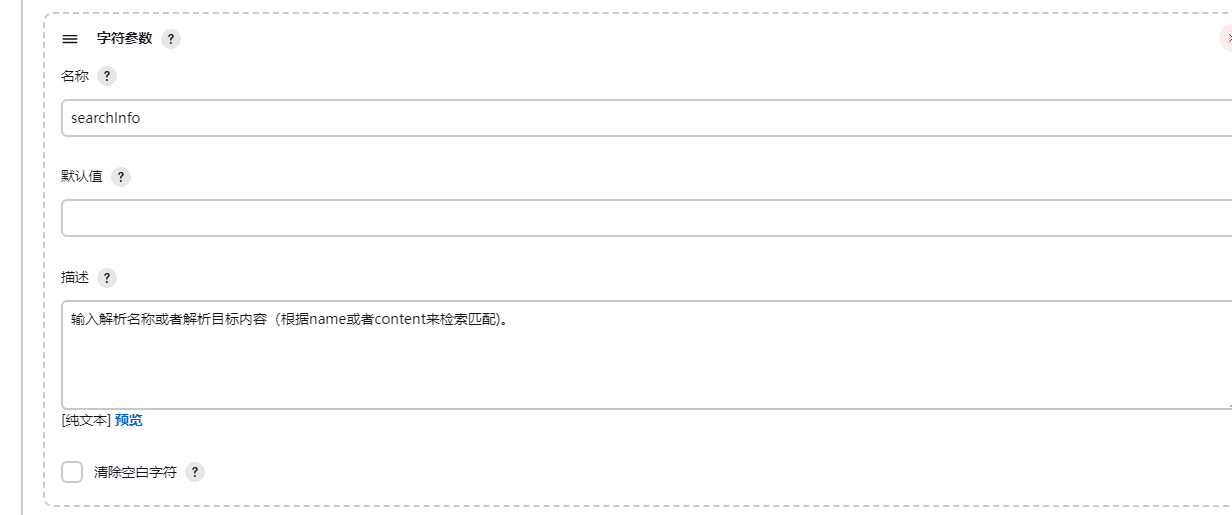 字符参数 ?
名称 ?
searchInfo
默认值 ?
描述 ?
输入解析名称或者解析目标内容（根据name或者content来检索匹配)。
[纯文本] 预览
清除空白字符 ?